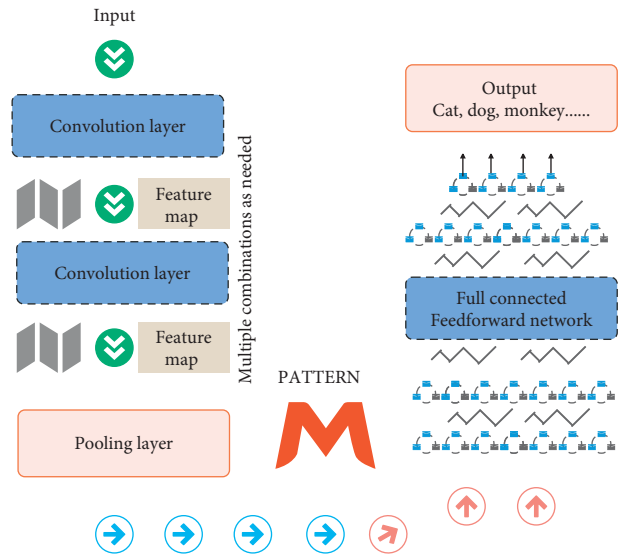 Input
Convolution layer
Feature
map
Convolution layer
Feature
map
Pooling layer
Multiple combinations as needed
PATTERN
Output
Cat, dog, monkey......
Full connected
Feedforward network